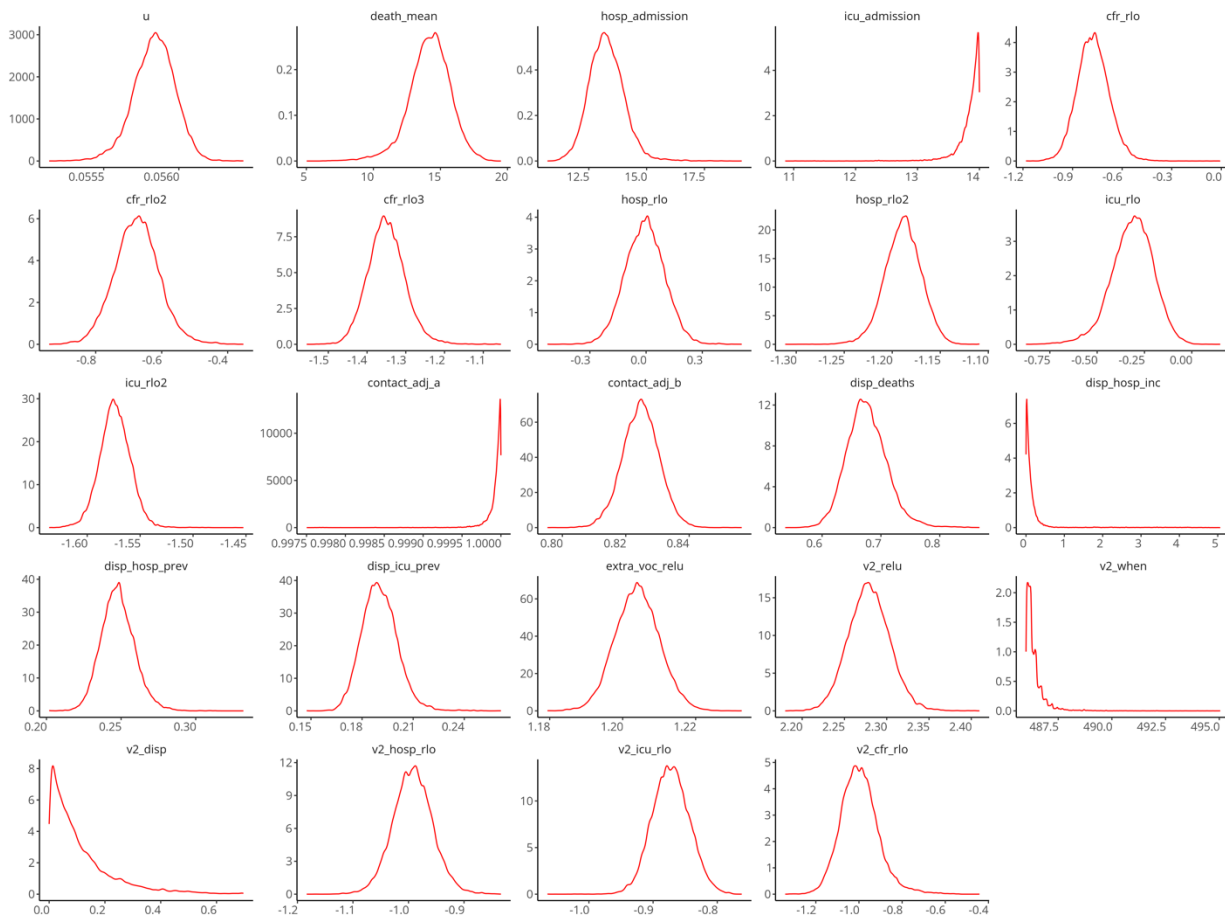 u death_mean hosp_admission icu_admission cfr_rlo
3000 2000 1000 0 0.0555 0.0560
0.2 0.1 0.0 5 10 15 20
0.4 0.2 0.0 12.5 15.0 17.5
4 2 0 11 12 13 14
4 3 2 1 0 -1.2 -0.9 -0.6 -0.3 0.0
cfr_rlo2 cfr_rlo3 hosp_rlo hosp_rlo2 icu_rlo
6 4 2 0 -0.8 -0.6 -0.4
7.5 5.0 2.5 0.0 -1.5 -1.4 -1.3 -1.2 -1.1
4 3 2 1 0 -0.3 0.0 0.3
20 15 10 5 0 -1.30 -1.25 -1.20 -1.15 -1.10
3 2 1 0 -0.75 -0.50 -0.25 0.00
icu_rlo2 contact_adj_a contact_adj_b disp_deaths disp_hosp_inc
30 20 10 0 -1.60 -1.55 -1.50 -1.45
10000 5000 0 0.9975 0.9980 0.9985 0.9990 0.9995 1.0000
60 40 20 0 0.80 0.82 0.84
12 8 4 0 0.6 0.7 0.8
6 4 2 0 0 1 2 3 4 5
disp_hosp_prev disp_icu_prev extra_voc_relu v2_relu v2_when
40 30 20 10 0 0.20 0.25 0.30
40 30 20 10 0 0.15 0.18 0.21 0.24
60 40 20 0 1.18 1.20 1.22
15 10 5 0 2.20 2.25 2.30 2.35 2.40
2.0 1.5 1.0 0.5 0.0 487.5 490.0 492.5 495.0
v2_disp v2_hosp_rlo v2_icu_rlo v2_cfr_rlo
8 6 4 2 0 0.0 0.2 0.4 0.6
12 9 6 3 0 -1.2 -1.1 -1.0 -0.9
10 5 0 -1.0 -0.9 -0.8
5 4 3 2 1 0 -1.2 -1.0 -0.8 -0.6 -0.4